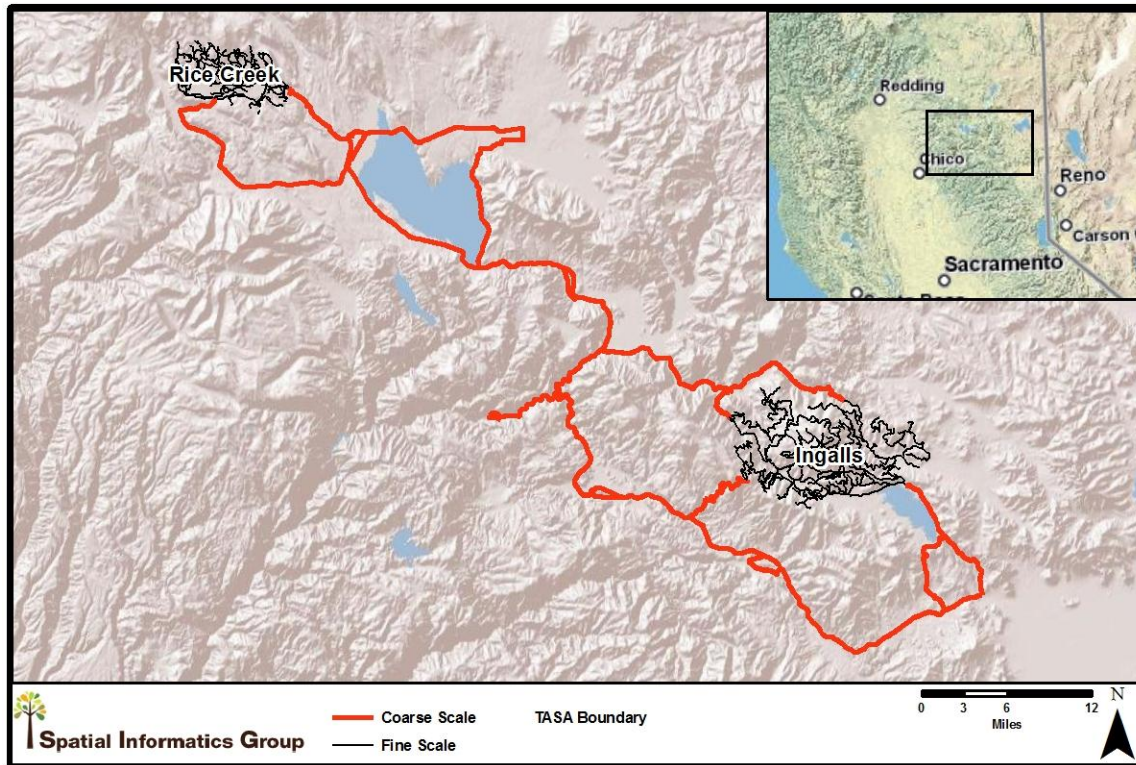 Rice Creek
Redding
Chico
Reno
Carson
Sacramento
Ingalls
Coarse Scale
TASA Boundary
Fine Scale
Spatial Informatics Group
0 3 6 12
Miles
N